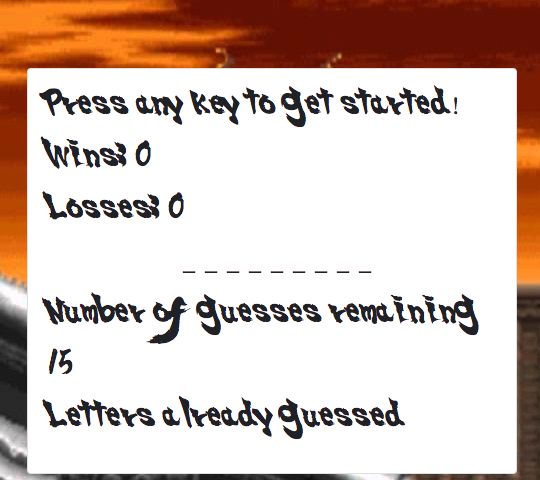 Press any key to get started!
Wins: 0
Losses: 0
_ _ _ _ _ _ _ _ _
Number of guesses remaining
15
Letters already guessed